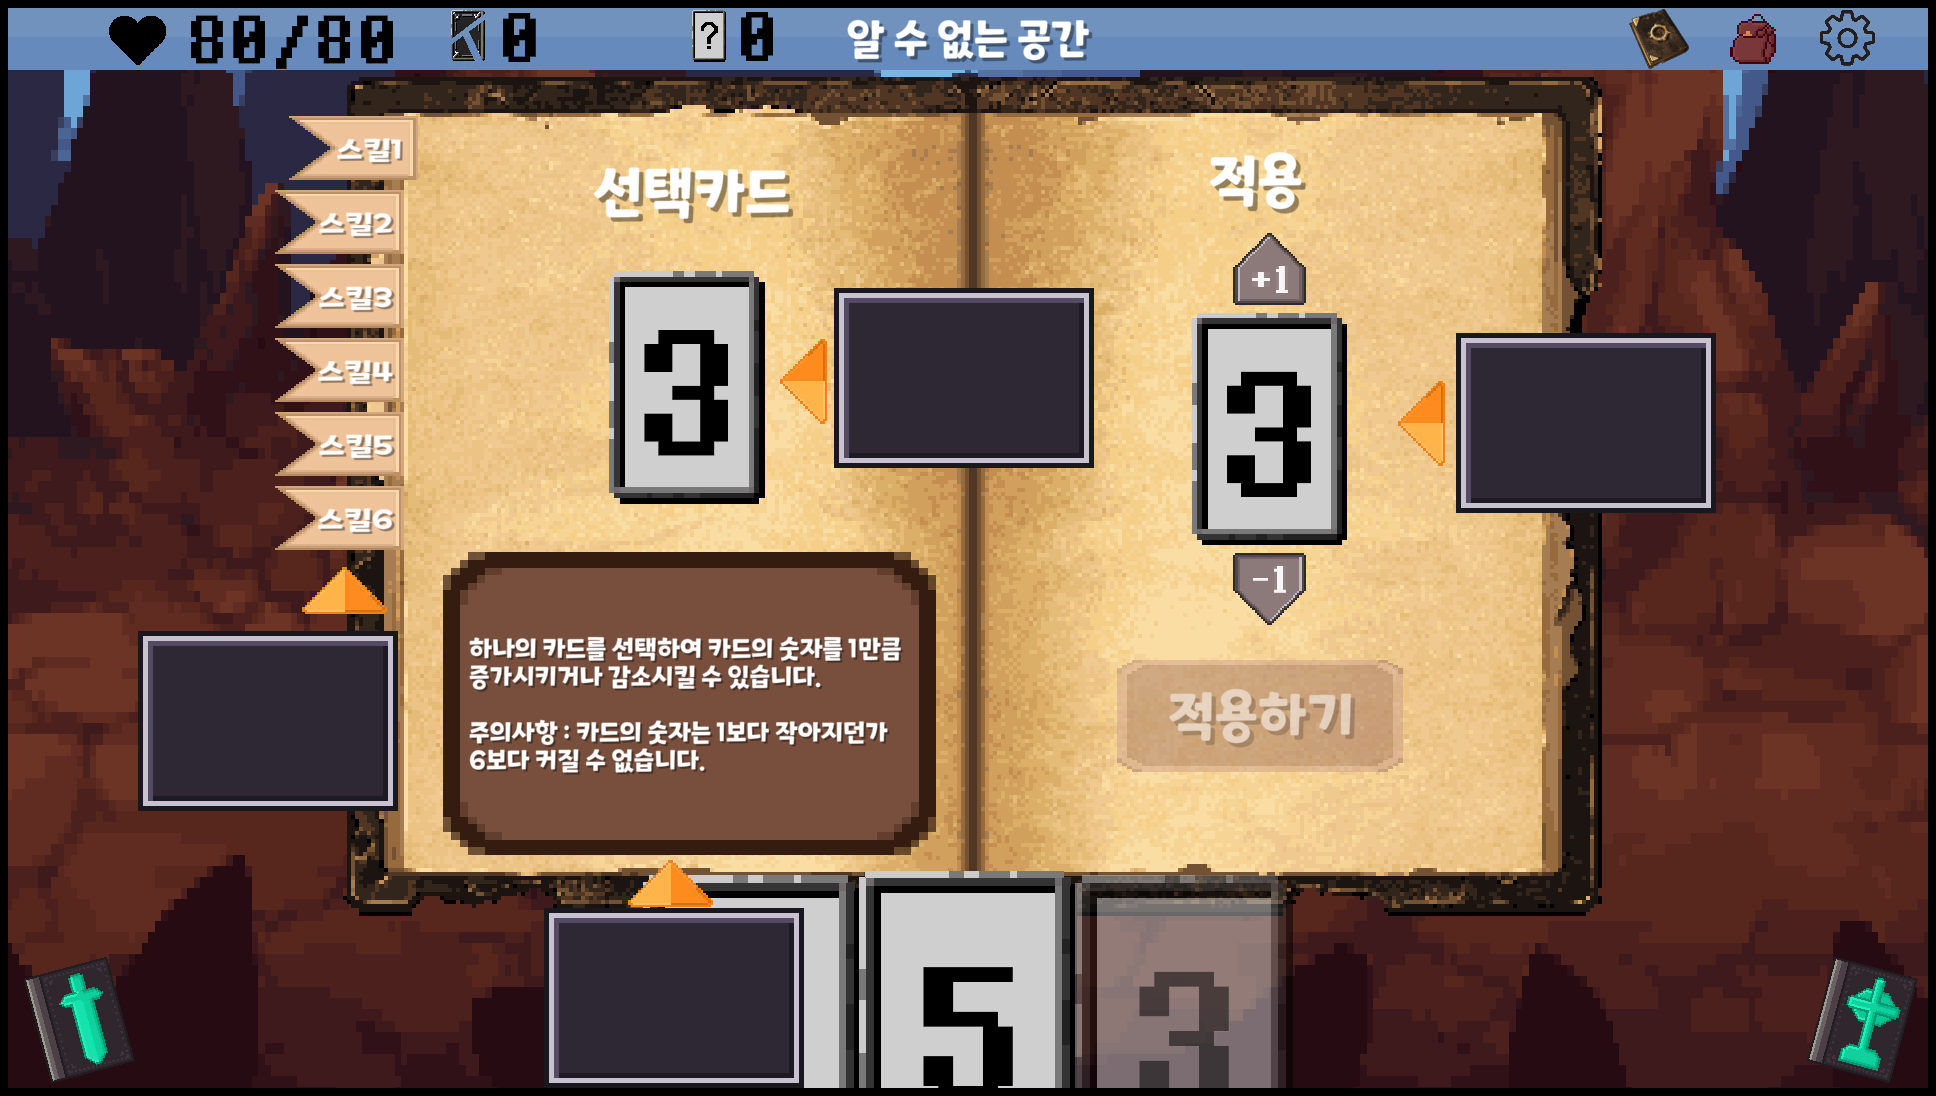 80/80
0
?
0
알 수 없는 공간
스킬1
스킬2
스킬3
스킬4
스킬5
스킬6
선택카드
3
하나의 카드를 선택하여 카드의 숫자를 1만큼
증가시키거나 감소시킬 수 있습니다.
주의사항 : 카드의 숫자는 1보다 작아지던가
6보다 커질 수 없습니다.
적용
+1
3
-1
적용하기
5
3